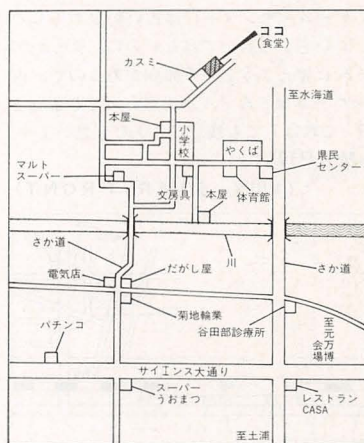 ココ
(食堂)
カスミ
至水海道
本屋
小学校
やくば
県民
センター
マルト
スーパー
文房具
本屋
体育館
さか道
川
さか道
電気店
だがし屋
菊地輪業
谷田部診療所
至元万博
会場
パチンコ
サイエンス大通り
スーパー
うおまつ
レストラン
CASA
至土浦